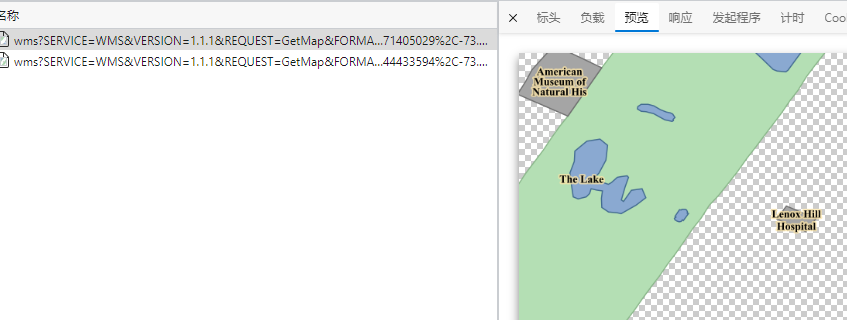 名称
标头 负载 预览 响应 发起程序 计时 Coo
wms?SERVICE=WMS&VERSION=1.1.1&REQUEST=GetMap&FORMA...71405029%2C-73....
wms?SERVICE=WMS&VERSION=1.1.1&REQUEST=GetMap&FORMA...44433594%2C-73....
American
Museum of
Natural His
The Lake
Lenox Hill
Hospital